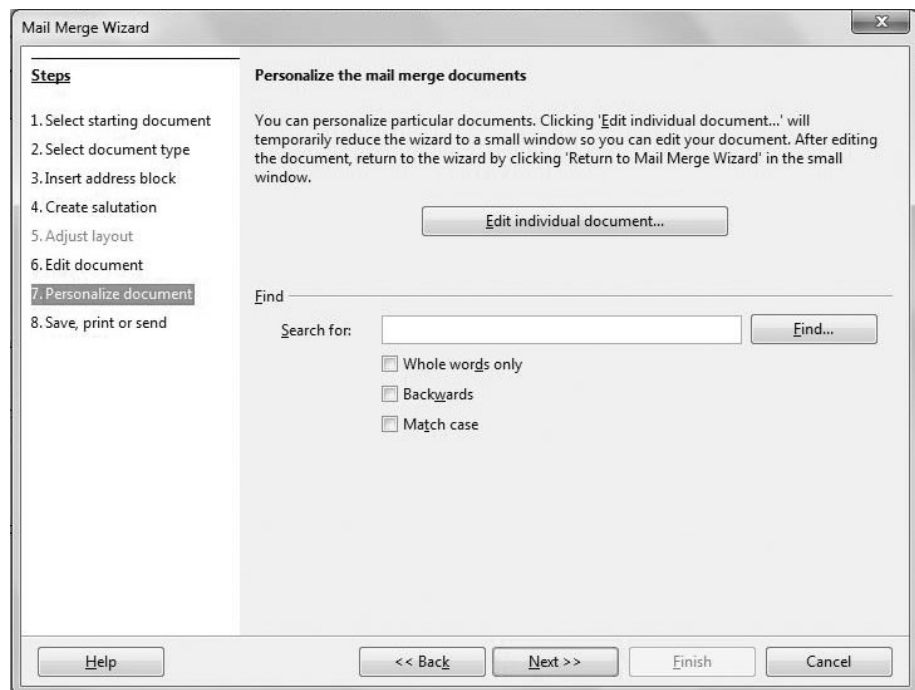 Mail Merge Wizard
X
Steps
1. Select starting document
2. Select document type
3. Insert address block
4. Create salutation
5. Adjust layout
6. Edit document
7. Personalize document
8. Save, print or send
Personalize the mail merge documents
You can personalize particular documents. Clicking 'Edit individual document...' will
temporarily reduce the wizard to a small window so you can edit your document. After editing
the document, return to the wizard by clicking 'Return to Mail Merge Wizard' in the small
window.
Edit individual document...
Find
Search for:
Find...
Whole words only
Backwards
Match case
Help
<< Back
Next >>
Finish
Cancel